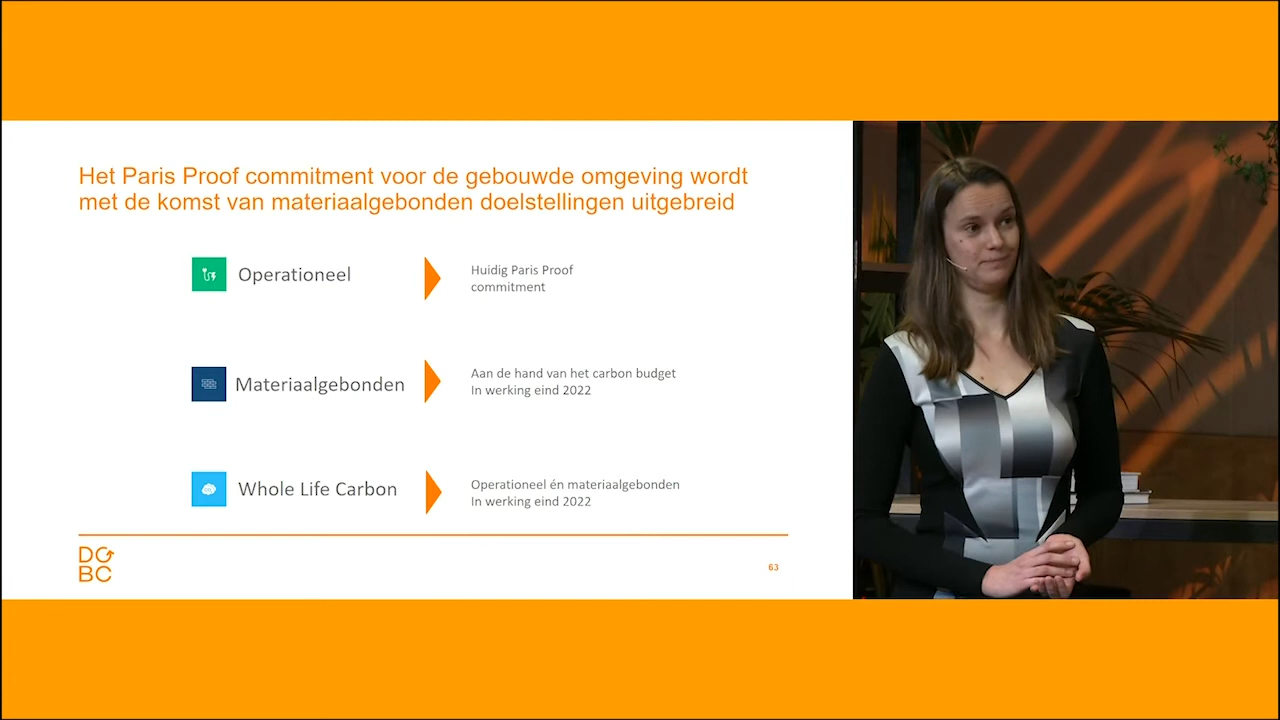 Het Paris Proof commitment voor de gebouwde omgeving wordt
met de komst van materiaalgebonden doelstellingen uitgebreid
Operationeel
Huidig Paris Proof
commitment
Materiaalgebonden
Aan de hand van het carbon budget
In werking eind 2022
Whole Life Carbon
Operationeel én materiaalgebonden
In werking eind 2022
DG
BC
63